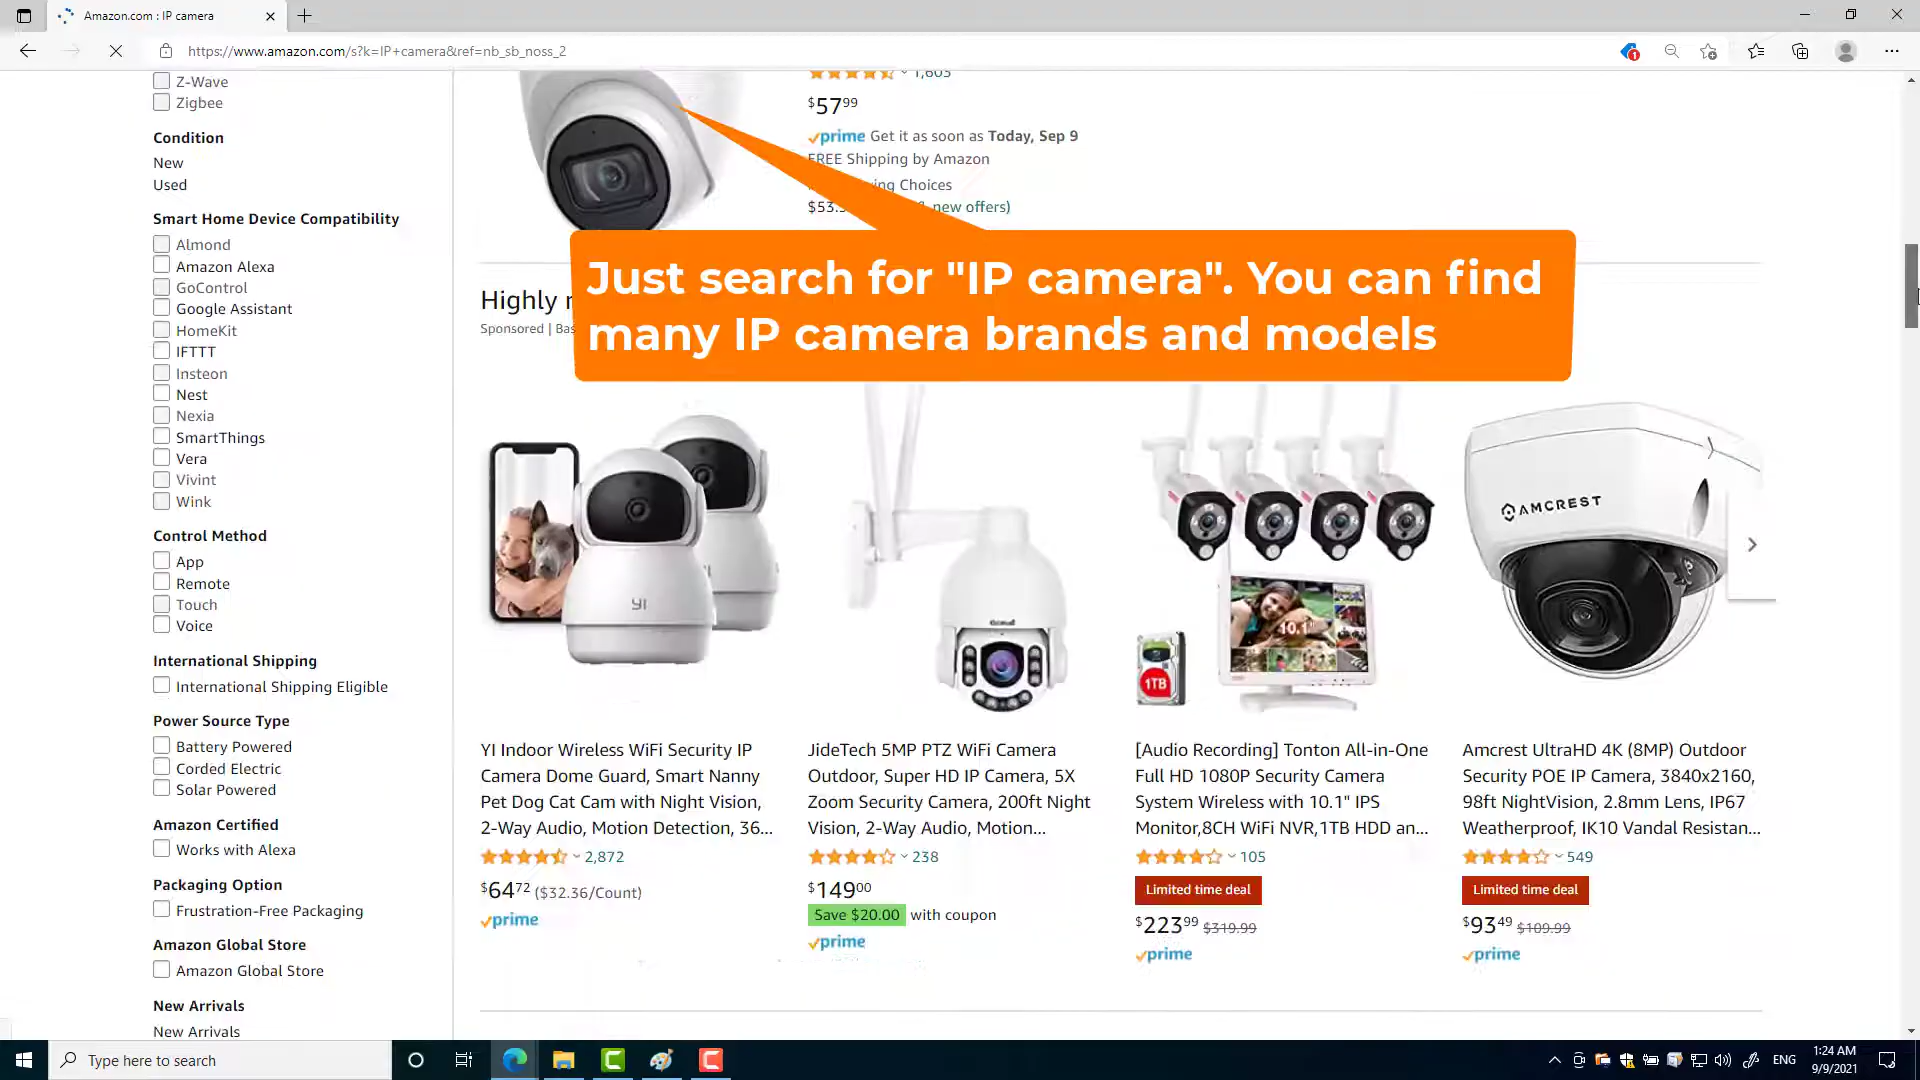 Amazon.com : IP camera
https://www.amazon.com/s?k=IP+camera&ref=nb_sb_noss_2
1
Z-Wave
Zigbee
Condition
New
Used
Smart Home Device Compatibility
Almond
Amazon Alexa
GoControl
Google Assistant
HomeKit
IFTTT
Insteon
Nest
Nexia
SmartThings
Vera
Vivint
Wink
Control Method
App
Remote
Touch
Voice
International Shipping
International Shipping Eligible
Power Source Type
Battery Powered
Corded Electric
Solar Powered
Amazon Certified
Works with Alexa
Packaging Option
Frustration-Free Packaging
Amazon Global Store
Amazon Global Store
New Arrivals
New Arrivals
1,603
$5799
prime Get it as soon as Today, Sep 9
FREE Shipping by Amazon
Choices
new offers)
Just search for "IP camera". You can find
many IP camera brands and models
Highly
Sponsored |
YI
10.1"
1TB
AMCREST
YI Indoor Wireless WiFi Security IP
Camera Dome Guard, Smart Nanny
Pet Dog Cat Cam with Night Vision,
2-Way Audio, Motion Detection, 36...
2,872
$6472 ($32.36/Count)
prime
JideTech 5MP PTZ WiFi Camera
Outdoor, Super HD IP Camera, 5X
Zoom Security Camera, 200ft Night
Vision, 2-Way Audio, Motion...
238
$14900
Save $20.00 with coupon
prime
[Audio Recording] Tonton All-in-One
Full HD 1080P Security Camera
System Wireless with 10.1" IPS
Monitor,8CH WiFi NVR,1TB HDD an...
105
Limited time deal
$22399 $319.99
prime
Amcrest UltraHD 4K (8MP) Outdoor
Security POE IP Camera, 3840x2160,
98ft NightVision, 2.8mm Lens, IP67
Weatherproof, IK10 Vandal Resistan...
549
Limited time deal
$9349 $109.99
prime
Type here to search
ENG
1:24 AM
9/9/2021